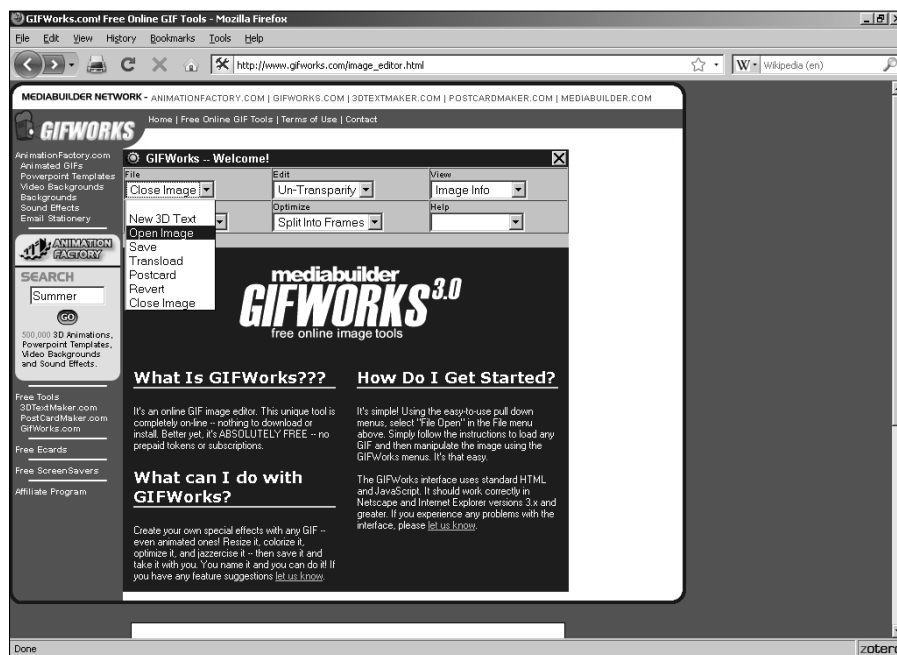 GIFWorks.com! Free Online GIF Tools - Mozilla Firefox
File Edit View History Bookmarks Tools Help
http://www.gifworks.com/image_editor.html
W Wikipedia (en)
MEDIABUILDER NETWORK - ANIMATIONFACTORY.COM | GIFWORKS.COM | 3DTEXTMAKER.COM | POSTCARDMAKER.COM | MEDIABUILDER.COM
GIFWORKS
Home | Free Online GIF Tools | Terms of Use | Contact
AnimationFactory.com
Animated GIFs
Powerpoint Templates
Video Backgrounds
Backgrounds
Sound Effects
Email Stationery
ANIMATION
FACTORY
SEARCH
Summer
GO
500,000 3D Animations,
Powerpoint Templates,
Video Backgrounds
and Sound Effects.
Free Tools
3DTextMaker.com
PostCardMaker.com
GifWorks.com
Free Ecards
Free ScreenSavers
Affiliate Program
GIFWorks -- Welcome!
File Edit View
Close Image Un-Transparify Image Info
Optimize Help
Split Into Frames
New 3D Text
Open Image
Save
Transload
Postcard
Revert
Close Image
mediabuilder
GIFWORKS 3.0
free online image tools
What Is GIFWorks???
It's an online GIF image editor. This unique tool is
completely on-line -- nothing to download or
install. Better yet, it's ABSOLUTELY FREE -- no
prepaid tokens or subscriptions.
What can I do with
GIFWorks?
Create your own special effects with any GIF --
even animated ones! Resize it, colorize it,
optimize it, and jazzercise it -- then save it and
take it with you. You name it and you can do it! If
you have any feature suggestions let us know.
How Do I Get Started?
It's simple! Using the easy-to-use pull down
menus, select "File Open" in the File menu
above. Simply follow the instructions to load any
GIF and then manipulate the image using the
GIFWorks menus. It's that easy.
The GIFWorks interface uses standard HTML
and JavaScript. It should work correctly in
Netscape and Internet Explorer versions 3.x and
greater. If you experience any problems with the
interface, please let us know.
Done
zotero